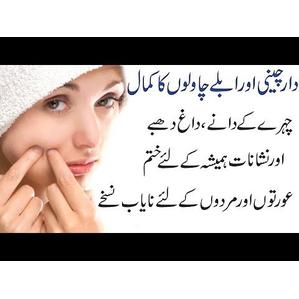 دار چینی اور ابلے چاولوں کا کمال
چہرے کے دانے، داغ دھبے
اور نشانات ہمیشہ کے لئے ختم
عورتوں اور مردوں کے لئے نایاب نسخے